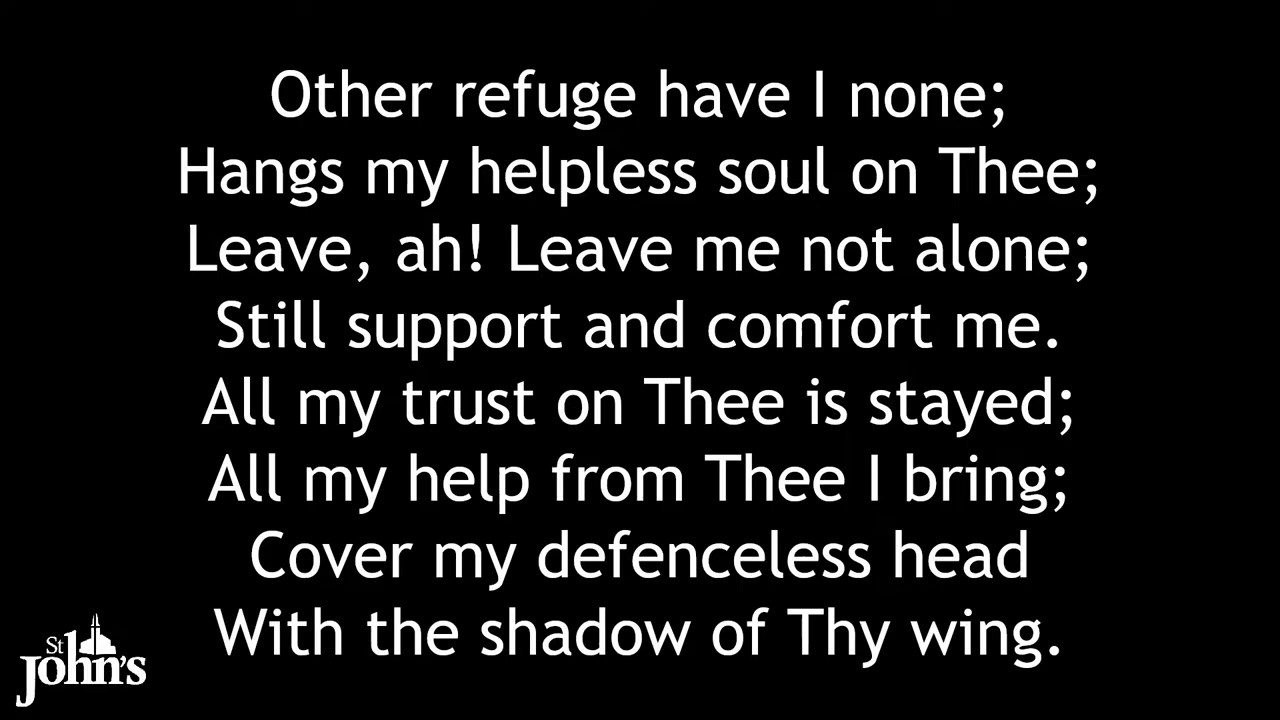 Other refuge have I none;
Hangs my helpless soul on Thee;
Leave, ah! Leave me not alone;
Still support and comfort me.
All my trust on Thee is stayed;
All my help from Thee I bring;
Cover my defenceless head
With the shadow of Thy wing.
St
John's